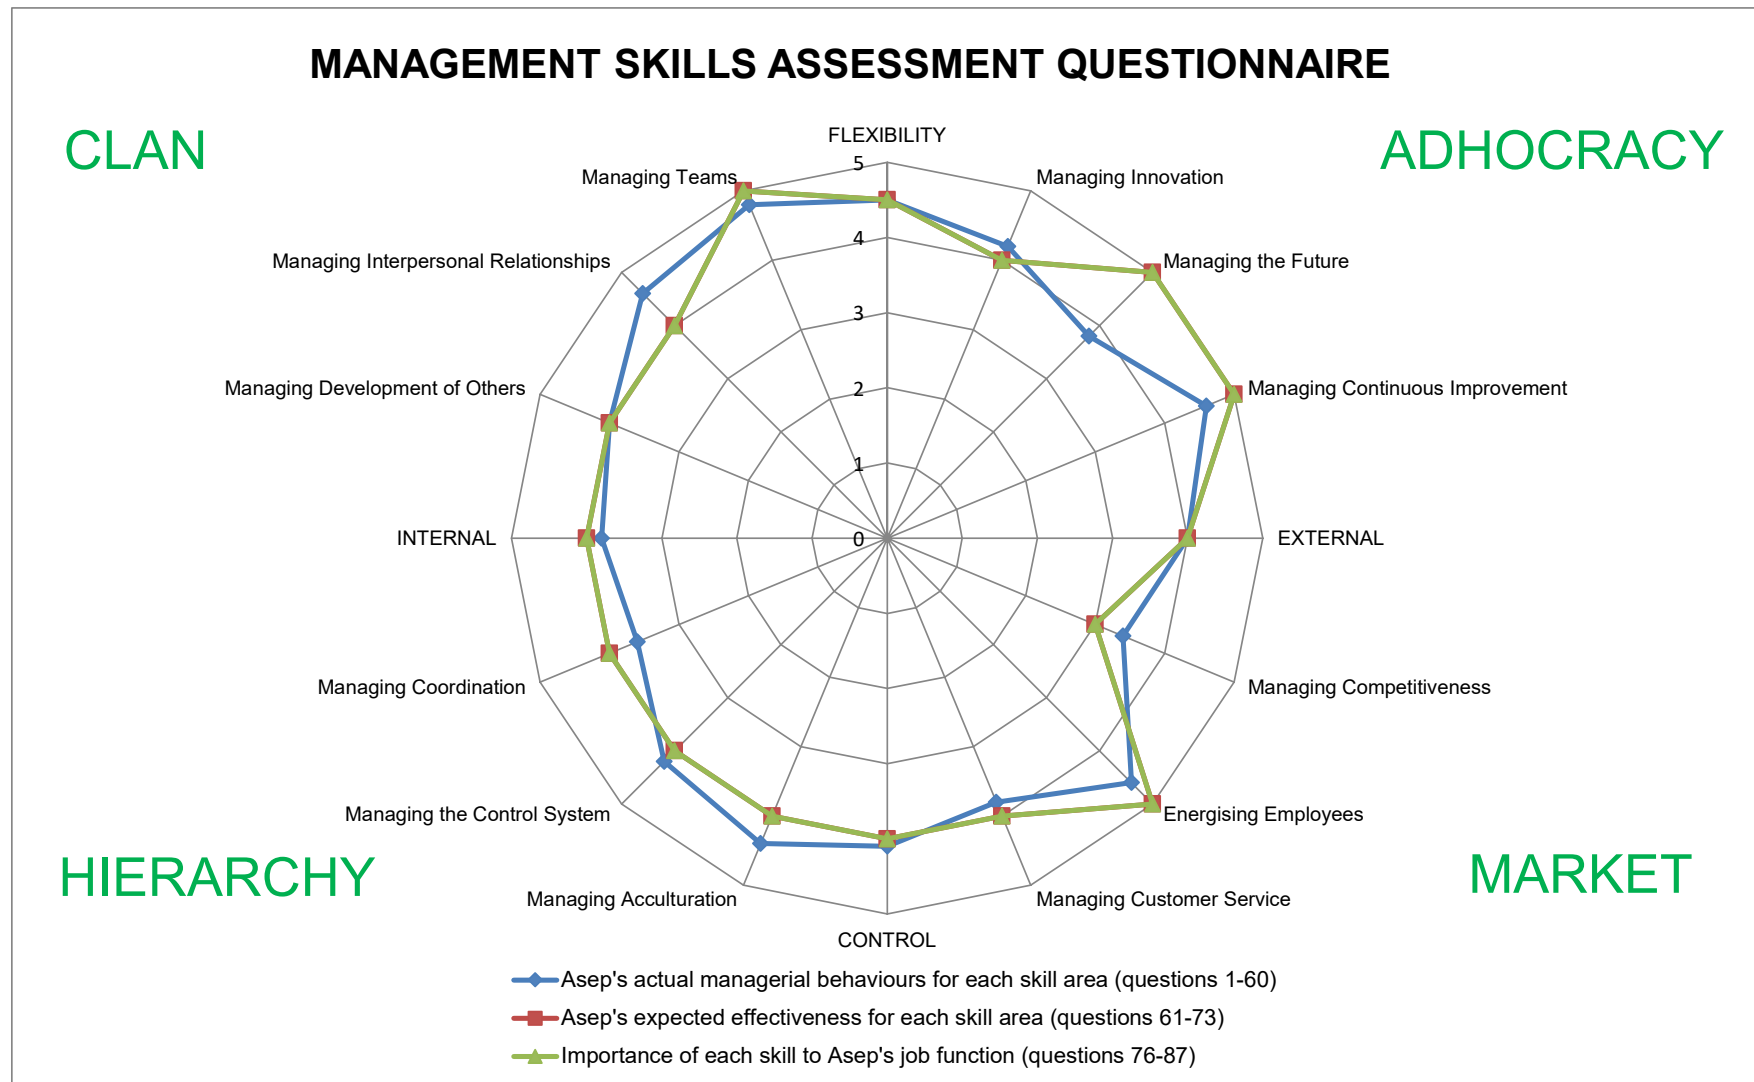 MANAGEMENT SKILLS ASSESSMENT QUESTIONNAIRE
CLAN
ADHOCRACY
FLEXIBILITY
5
Managing Teams
Managing Innovation
Managing Interpersonal Relationships
4
Managing the Future
3
Managing Development of Others
2
Managing Continuous Improvement
1
INTERNAL
0
EXTERNAL
Managing Coordination
Managing Competitiveness
Managing the Control System
Energising Employees
HIERARCHY
MARKET
Managing Acculturation
Managing Customer Service
CONTROL
Asep's actual managerial behaviours for each skill area (questions 1-60)
Asep's expected effectiveness for each skill area (questions 61-73)
Importance of each skill to Asep's job function (questions 76-87)